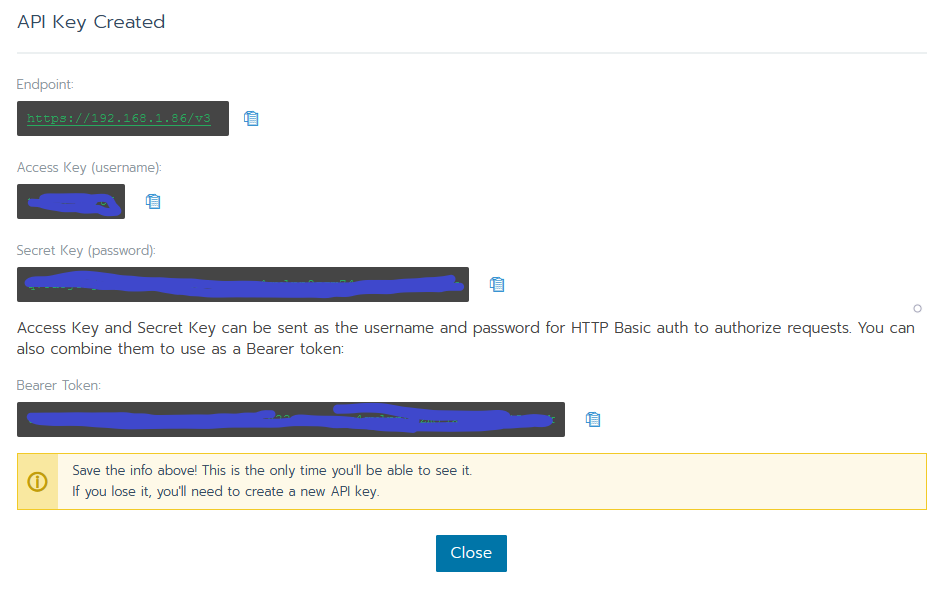 API Key Created
Endpoint:
https://192.168.1.86/v3
Access Key (username):
Secret Key (password):
Access Key and Secret Key can be sent as the username and password for HTTP Basic auth to authorize requests. You can
also combine them to use as a Bearer token:
Bearer Token:
Save the info above! This is the only time you'll be able to see it.
If you lose it, you'll need to create a new API key.
Close